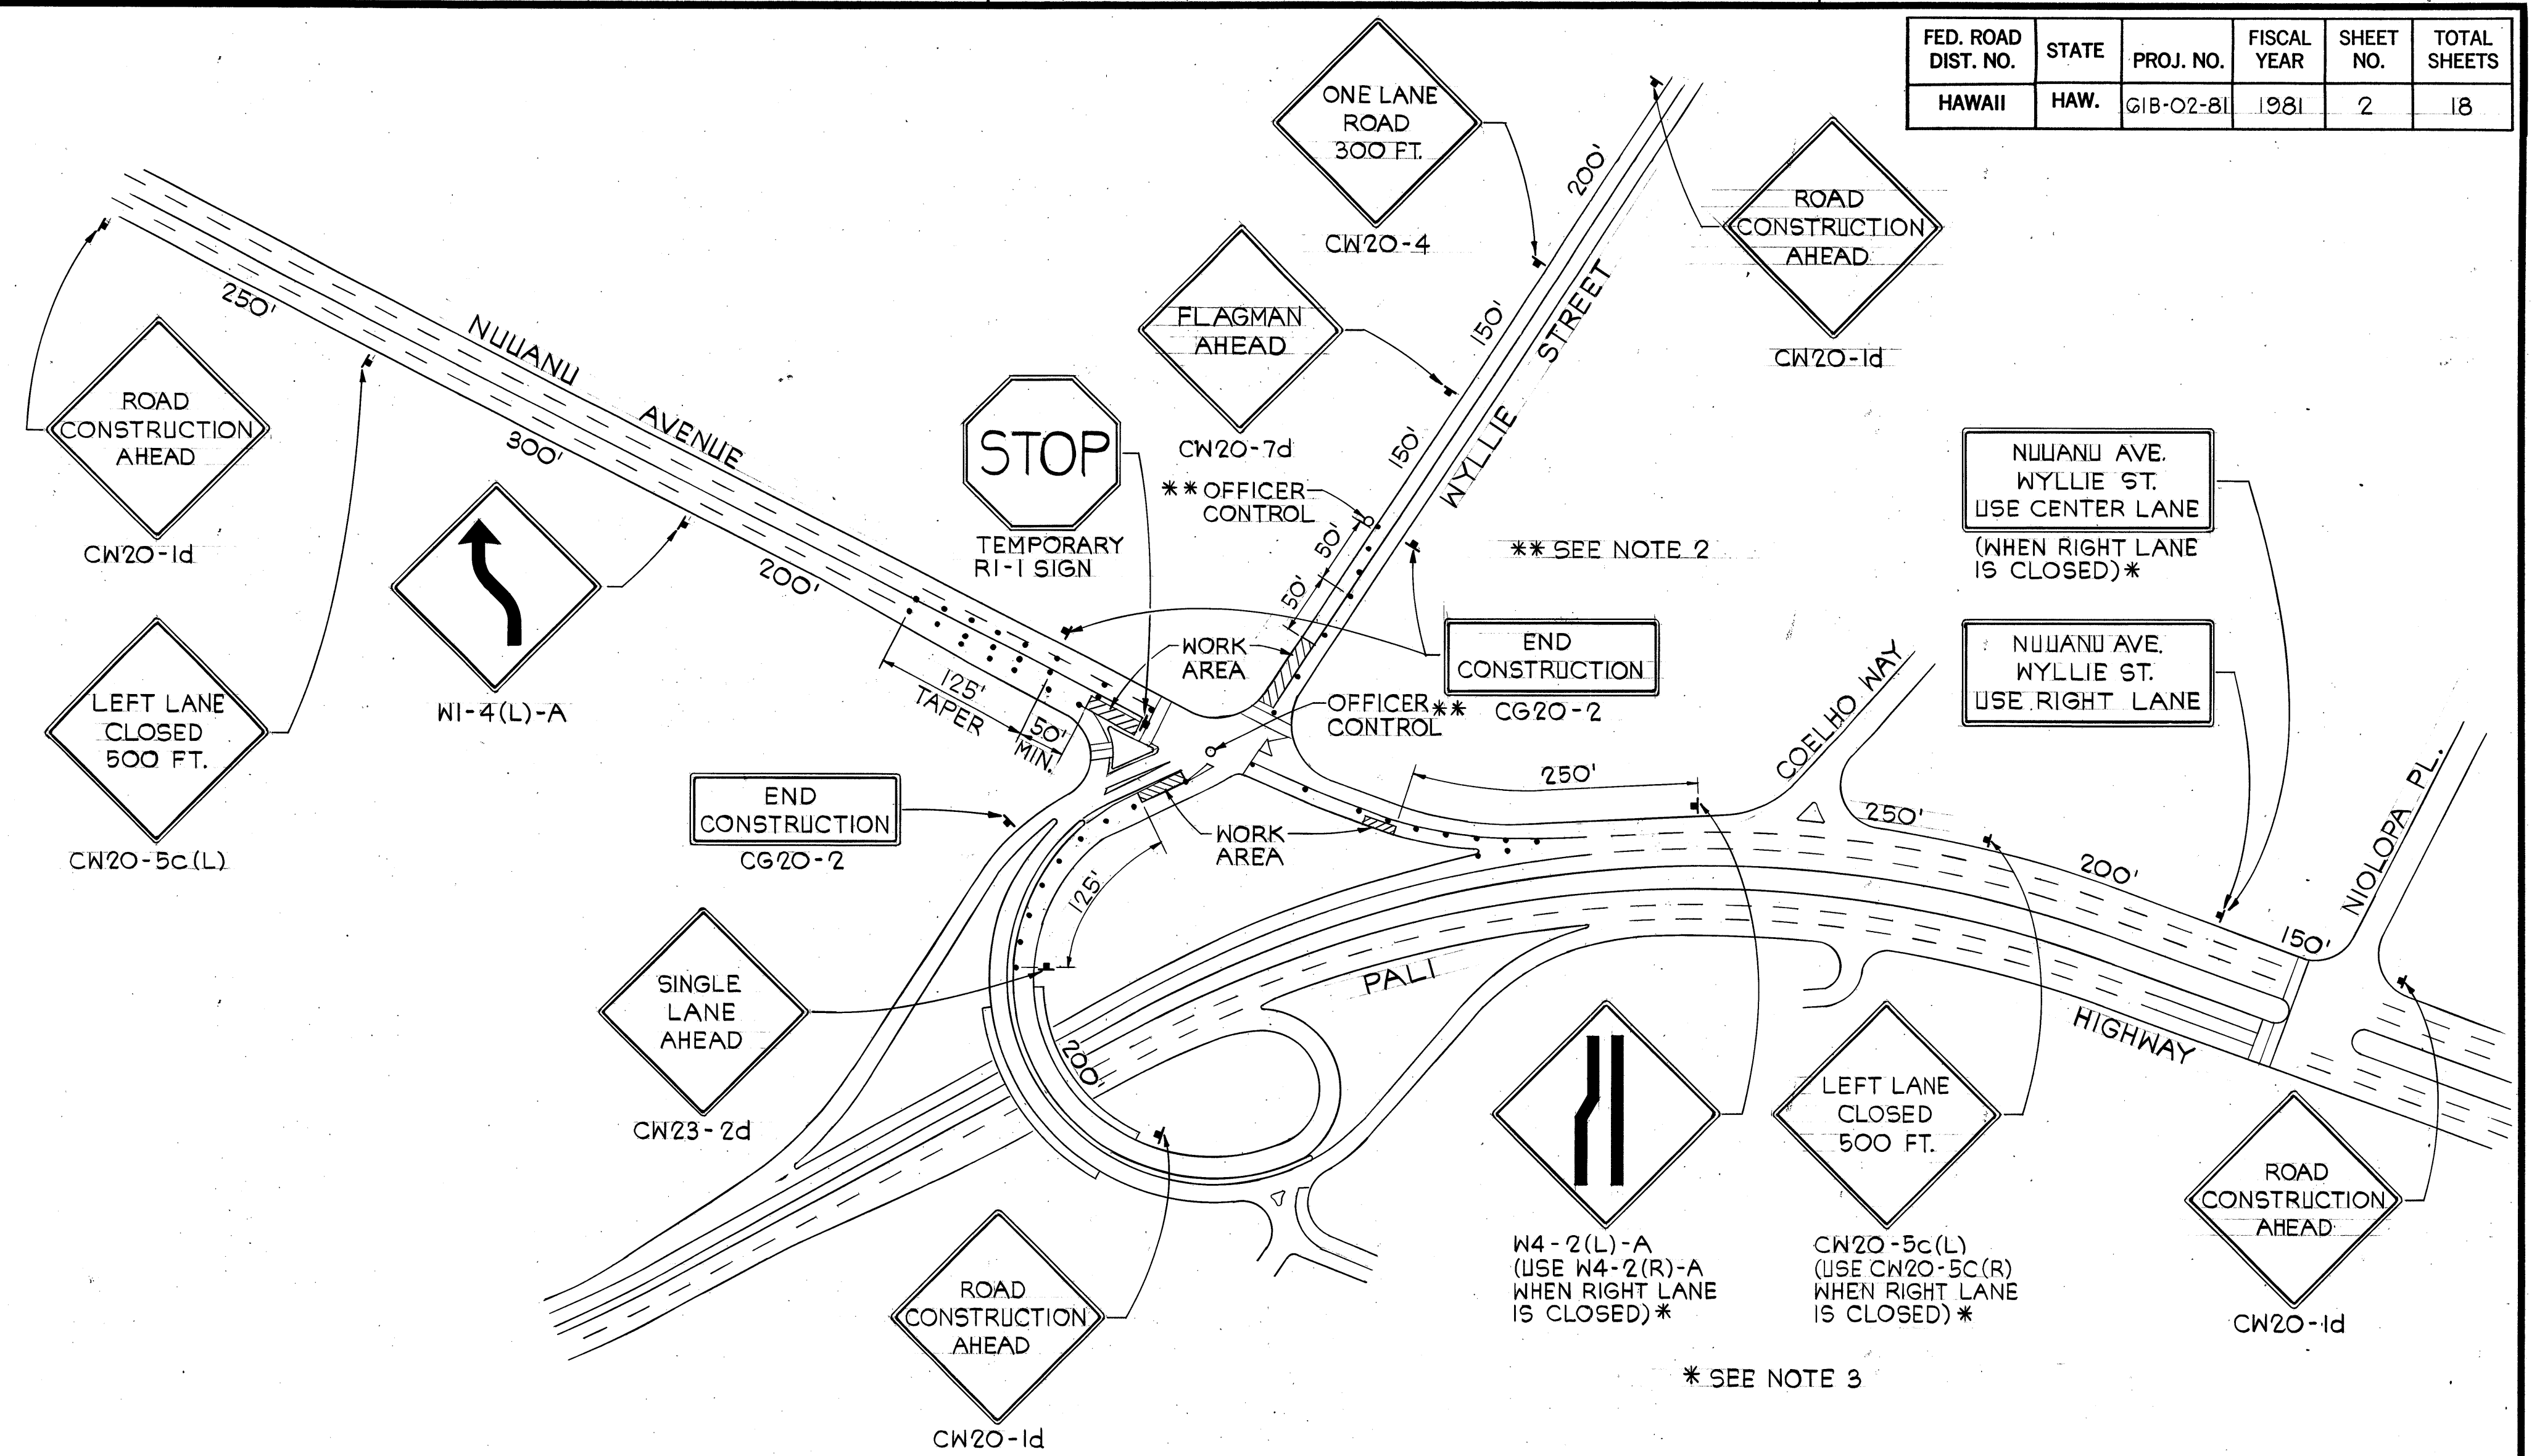 FED. ROAD DIST. NO.
STATE
PROJ. NO.
FISCAL YEAR
SHEET NO.
TOTAL SHEETS
HAWAII
HAW.
61B-02-81
1981
2
18
ONE LANE
ROAD
300 FT.
CW20-4
200'
ROAD
CONSTRUCTION
AHEAD
CW20-1d
FLAGMAN
AHEAD
CW20-7d
150'
150'
WYLLIE STREET
250'
NUUANU AVENUE
300'
200'
ROAD
CONSTRUCTION
AHEAD
CW20-1d
LEFT LANE
CLOSED
500 FT.
CW20-5c(L)
W1-4(L)-A
STOP
TEMPORARY
R1-1 SIGN
** OFFICER
CONTROL
50'
50'
** SEE NOTE 2
NUUANU AVE.
WYLLIE ST.
USE CENTER LANE
(WHEN RIGHT LANE
IS CLOSED)*
NUUANU AVE.
WYLLIE ST.
USE RIGHT LANE
WORK
AREA
END
CONSTRUCTION
CG20-2
OFFICER**
CONTROL
125'
TAPER
50'
MIN.
END
CONSTRUCTION
CG20-2
WORK
AREA
125'
250'
COELHO WAY
250'
200'
NIOLOPA PL.
150'
SINGLE
LANE
AHEAD
CW23-2d
200'
PALI
HIGHWAY
ROAD
CONSTRUCTION
AHEAD
CW20-1d
W4-2(L)-A
(USE W4-2(R)-A
WHEN RIGHT LANE
IS CLOSED)*
LEFT LANE
CLOSED
500 FT.
CW20-5c(L)
(USE CW20-5C(R)
WHEN RIGHT LANE
IS CLOSED)*
ROAD
CONSTRUCTION
AHEAD
CW20-1d
* SEE NOTE 3